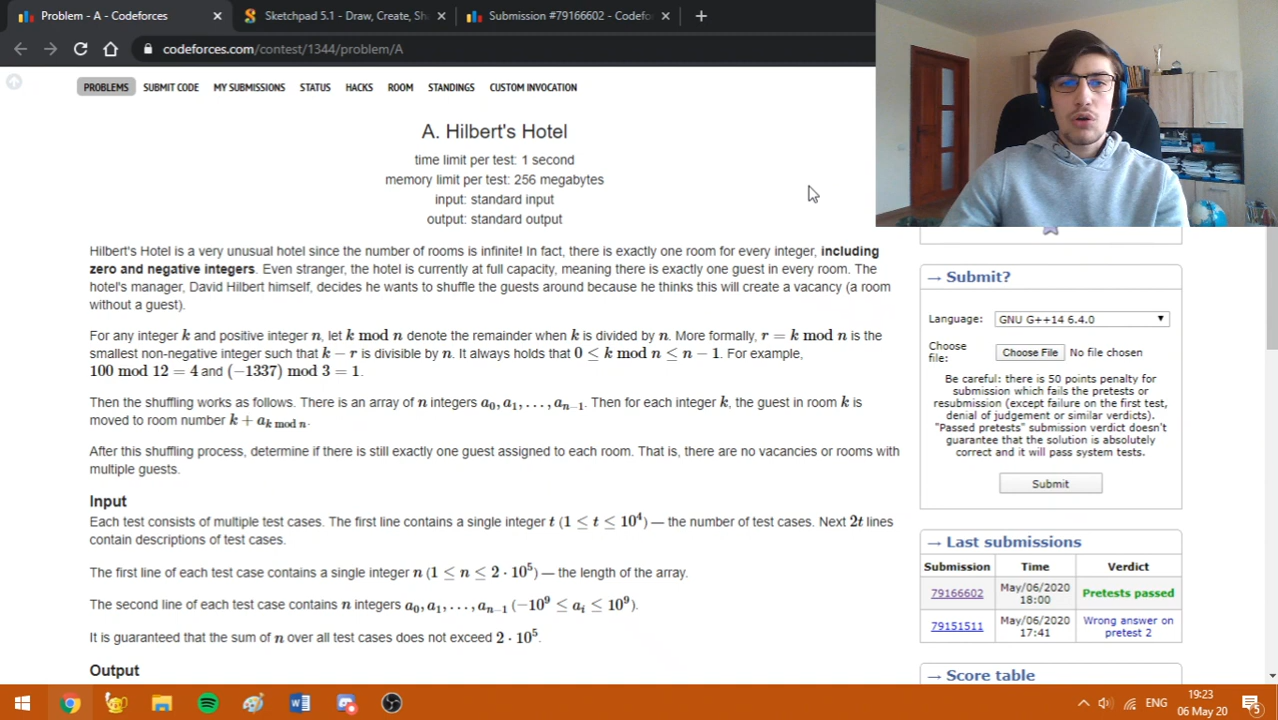 Problem - A - Codeforces
Sketchpad 5.1 - Draw, Create, Sh
Submission #79166602 - Codefo
codeforces.com/contest/1344/problem/A
PROBLEMS SUBMIT CODE MY SUBMISSIONS STATUS HACKS ROOM STANDINGS CUSTOM INVOCATION
A. Hilbert's Hotel
time limit per test: 1 second
memory limit per test: 256 megabytes
input: standard input
output: standard output
Hilbert's Hotel is a very unusual hotel since the number of rooms is infinite! In fact, there is exactly one room for every integer, including
zero and negative integers. Even stranger, the hotel is currently at full capacity, meaning there is exactly one guest in every room. The
hotel's manager, David Hilbert himself, decides he wants to shuffle the guests around because he thinks this will create a vacancy (a room
without a guest).
For any integer k and positive integer n, let k mod n denote the remainder when k is divided by n. More formally, r = k mod n is the
smallest non-negative integer such that k − r is divisible by n. It always holds that 0 ≤ k mod n ≤ n − 1. For example,
100 mod 12 = 4 and (−1337) mod 3 = 1.
Then the shuffling works as follows. There is an array of n integers a₀, a₁, . . . , aₙ₋₁. Then for each integer k, the guest in room k is
moved to room number k + a_{k mod n}.
After this shuffling process, determine if there is still exactly one guest assigned to each room. That is, there are no vacancies or rooms with
multiple guests.
Input
Each test consists of multiple test cases. The first line contains a single integer t (1 ≤ t ≤ 10⁴) — the number of test cases. Next 2t lines
contain descriptions of test cases.
The first line of each test case contains a single integer n (1 ≤ n ≤ 2 · 10⁵) — the length of the array.
The second line of each test case contains n integers a₀, a₁, . . . , aₙ₋₁ (−10⁹ ≤ aᵢ ≤ 10⁹).
It is guaranteed that the sum of n over all test cases does not exceed 2 · 10⁵.
Output
→ Submit?
Language: GNU G++14 6.4.0
Choose
file: Choose File No file chosen
Be careful: there is 50 points penalty for
submission which fails the pretests or
resubmission (except failure on the first test,
denial of judgement or similar verdicts).
"Passed pretests" submission verdict doesn't
guarantee that the solution is absolutely
correct and it will pass system tests.
Submit
→ Last submissions
Submission Time Verdict
79166602 May/06/2020 18:00 Pretests passed
79151511 May/06/2020 17:41 Wrong answer on pretest 2
→ Score table
ENG
19:23
06 May 20
5